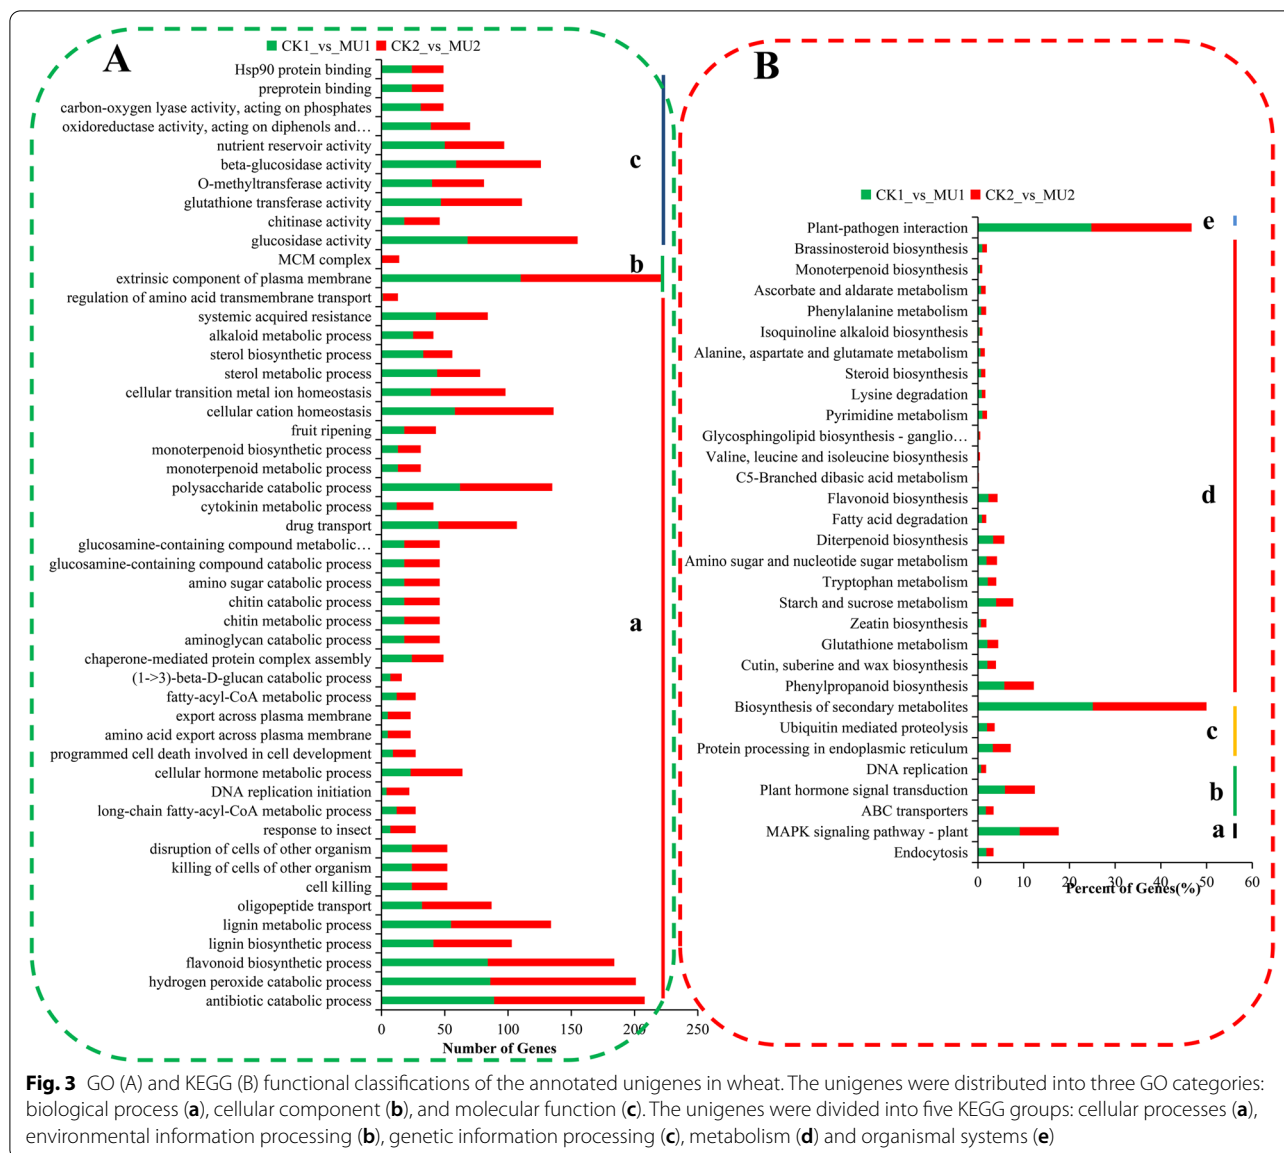 A
CK1_vs_MU1 CK2_vs_MU2
Hsp90 protein binding
preprotein binding
carbon-oxygen lyase activity, acting on phosphates
oxidoreductase activity, acting on diphenols and…
nutrient reservoir activity
beta-glucosidase activity
O-methyltransferase activity
glutathione transferase activity
chitinase activity
glucosidase activity
MCM complex
extrinsic component of plasma membrane
regulation of amino acid transmembrane transport
systemic acquired resistance
alkaloid metabolic process
sterol biosynthetic process
sterol metabolic process
cellular transition metal ion homeostasis
cellular cation homeostasis
fruit ripening
monoterpenoid biosynthetic process
monoterpenoid metabolic process
polysaccharide catabolic process
cytokinin metabolic process
drug transport
glucosamine-containing compound metabolic…
glucosamine-containing compound catabolic process
amino sugar catabolic process
chitin catabolic process
chitin metabolic process
aminoglycan catabolic process
chaperone-mediated protein complex assembly
(1->3)-beta-D-glucan catabolic process
fatty-acyl-CoA metabolic process
export across plasma membrane
amino acid export across plasma membrane
programmed cell death involved in cell development
cellular hormone metabolic process
DNA replication initiation
long-chain fatty-acyl-CoA metabolic process
response to insect
disruption of cells of other organism
killing of cells of other organism
cell killing
oligopeptide transport
lignin metabolic process
lignin biosynthetic process
flavonoid biosynthetic process
hydrogen peroxide catabolic process
antibiotic catabolic process
c
b
a
0 50 100 150 200 250
Number of Genes
B
CK1_vs_MU1 CK2_vs_MU2
Plant-pathogen interaction
Brassinosteroid biosynthesis
Monoterpenoid biosynthesis
Ascorbate and aldarate metabolism
Phenylalanine metabolism
Isoquinoline alkaloid biosynthesis
Alanine, aspartate and glutamate metabolism
Steroid biosynthesis
Lysine degradation
Pyrimidine metabolism
Glycosphingolipid biosynthesis - ganglio…
Valine, leucine and isoleucine biosynthesis
C5-Branched dibasic acid metabolism
Flavonoid biosynthesis
Fatty acid degradation
Diterpenoid biosynthesis
Amino sugar and nucleotide sugar metabolism
Tryptophan metabolism
Starch and sucrose metabolism
Zeatin biosynthesis
Glutathione metabolism
Cutin, suberine and wax biosynthesis
Phenylpropanoid biosynthesis
Biosynthesis of secondary metabolites
Ubiquitin mediated proteolysis
Protein processing in endoplasmic reticulum
DNA replication
Plant hormone signal transduction
ABC transporters
MAPK signaling pathway - plant
Endocytosis
e
d
c
b
a
0 10 20 30 40 50 60
Percent of Genes(%)
Fig. 3 GO (A) and KEGG (B) functional classifications of the annotated unigenes in wheat. The unigenes were distributed into three GO categories:
biological process (a), cellular component (b), and molecular function (c). The unigenes were divided into five KEGG groups: cellular processes (a),
environmental information processing (b), genetic information processing (c), metabolism (d) and organismal systems (e)